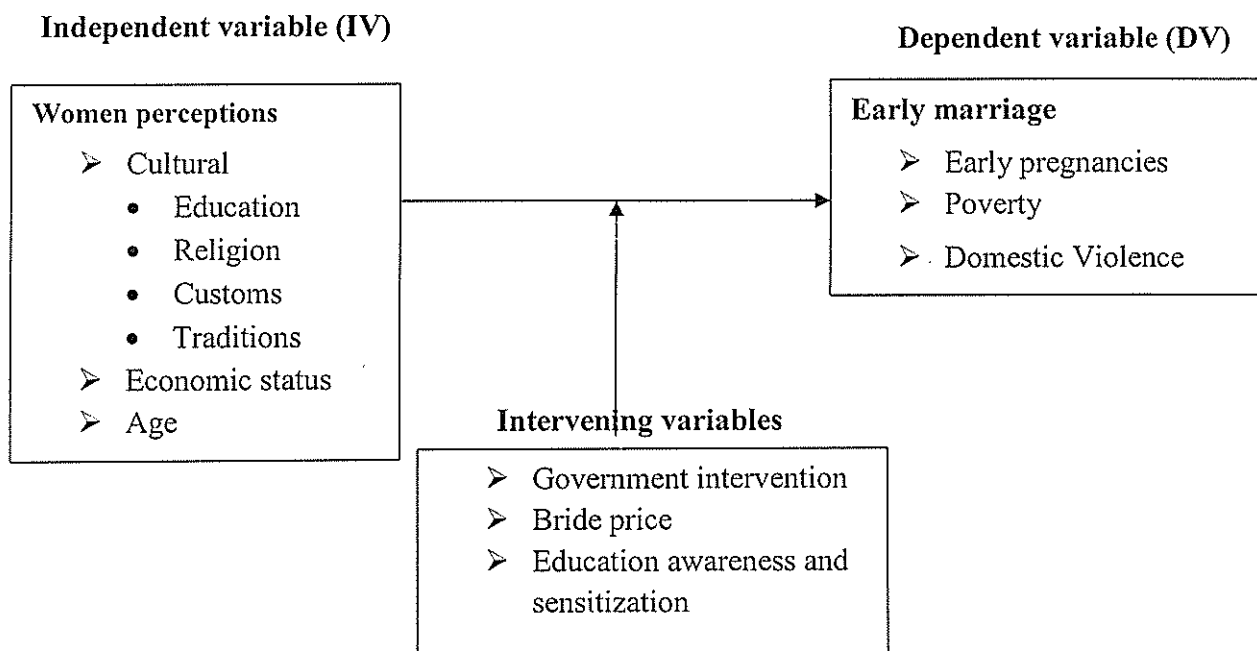 Independent variable (IV)
Dependent variable (DV)
Women perceptions
➢ Cultural
• Education
• Religion
• Customs
• Traditions
➢ Economic status
➢ Age
Early marriage
➢ Early pregnancies
➢ Poverty
➢ Domestic Violence
Intervening variables
➢ Government intervention
➢ Bride price
➢ Education awareness and
sensitization